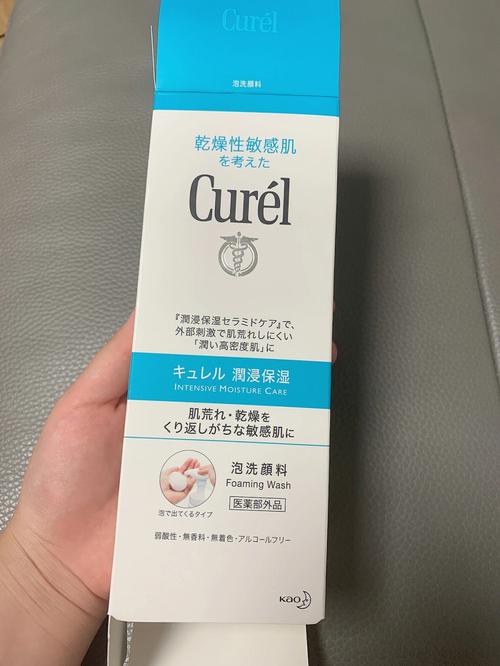 Curél
泡洗顔料
乾燥性敏感肌
を考えた
Curél
『潤浸保湿セラミドケア』で、
外部刺激で肌荒れしにくい
「潤い高密度肌」に
キュレル 潤浸保湿
INTENSIVE MOISTURE CARE
肌荒れ・乾燥を
くり返しがちな敏感肌に
泡洗顔料
Foaming Wash
医薬部外品
泡で出てくるタイプ
弱酸性・無香料・無着色・アルコールフリー
Kao